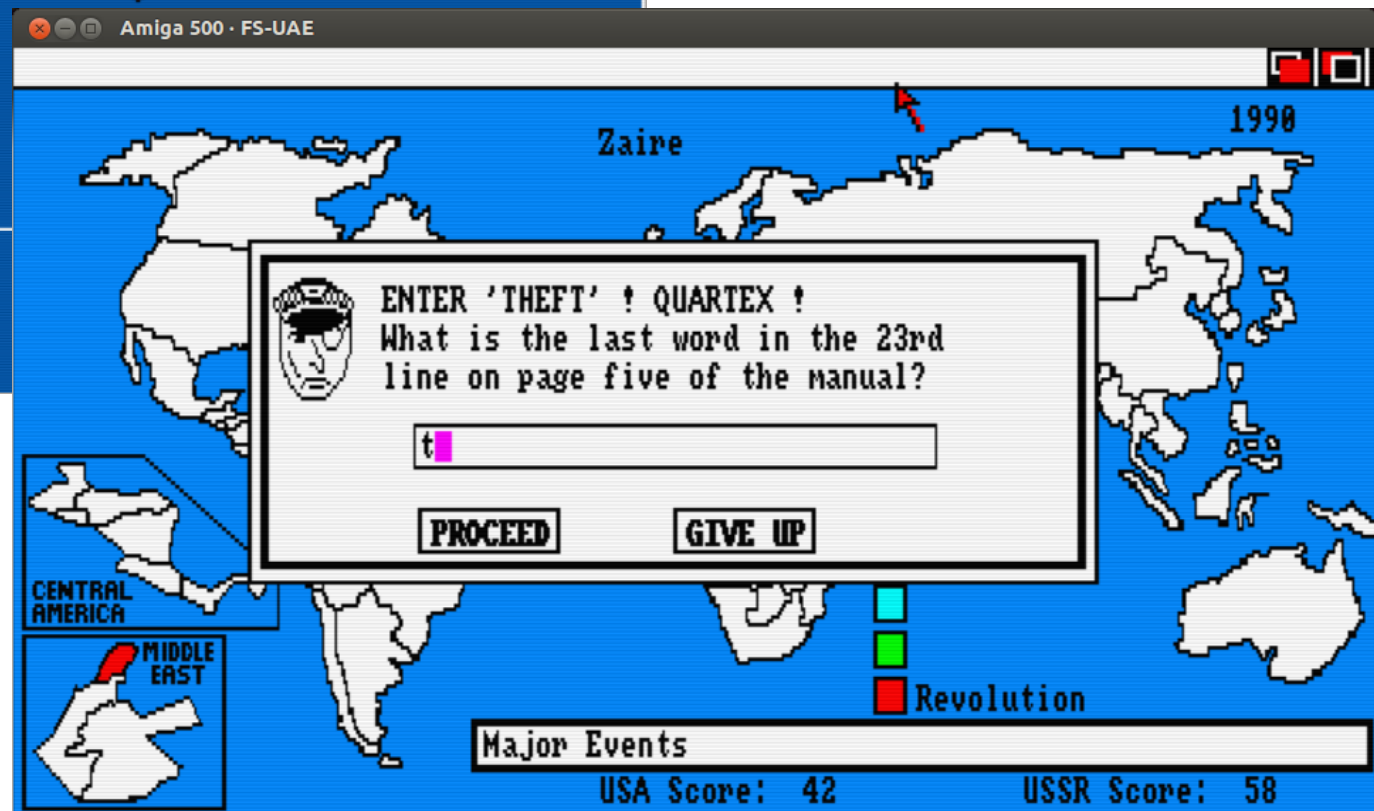 Amiga 500 · FS-UAE
Zaire
1990
ENTER 'THEFT' ! QUARTEX !
What is the last word in the 23rd
line on page five of the manual?
t
PROCEED
GIVE UP
CENTRAL
AMERICA
MIDDLE
EAST
Revolution
Major Events
USA Score: 42
USSR Score: 58